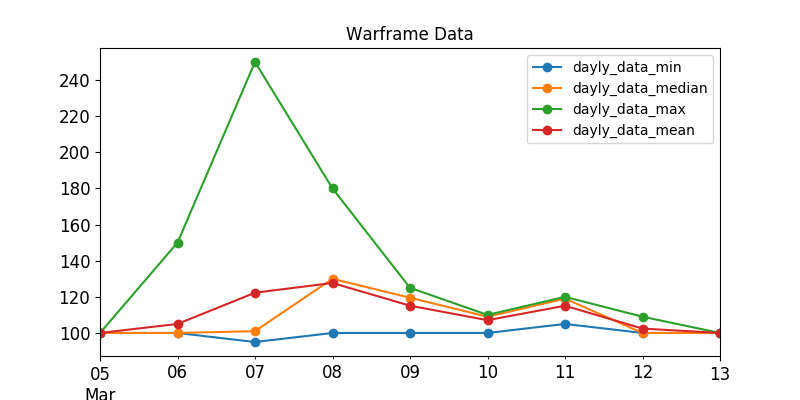 Warframe Data
dayly_data_min
dayly_data_median
dayly_data_max
dayly_data_mean
240
220
200
180
160
140
120
100
05 06 07 08 09 10 11 12 13
Mar